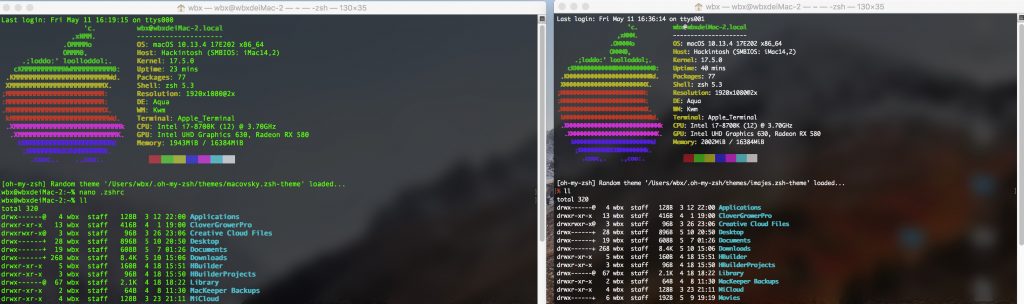 wbx — wbx@wbxdeiMac-2 — ~ — -zsh — 130×35
Last login: Fri May 11 16:19:15 on ttys000
wbx@wbxdeiMac-2.local
OS: macOS 10.13.4 17E202 x86_64
Host: Hackintosh (SMBIOS: iMac14,2)
Kernel: 17.5.0
Uptime: 23 mins
Packages: 77
Shell: zsh 5.3
Resolution: 1920x1080@2x
DE: Aqua
WM: Kwm
Terminal: Apple_Terminal
CPU: Intel i7-8700K (12) @ 3.70GHz
GPU: Intel UHD Graphics 630, Radeon RX 580
Memory: 1943MiB / 16384MiB
[oh-my-zsh] Random theme '/Users/wbx/.oh-my-zsh/themes/macovsky.zsh-theme' loaded...
wbx@wbxdeiMac-2:~% nano .zshrc
wbx@wbxdeiMac-2:~% ll
total 320
drwx------@ 4 wbx staff 128B 3 12 22:00 Applications
drwxr-xr-x 13 wbx staff 416B 4 1 19:00 CloverGrowerPro
drwxrwxr-x@ 3 wbx staff 96B 3 26 23:06 Creative Cloud Files
drwx------+ 28 wbx staff 896B 5 10 20:50 Desktop
drwx------+ 19 wbx staff 608B 5 7 01:26 Documents
drwx------+ 268 wbx staff 8.4K 5 10 15:06 Downloads
drwxr-xr-x 5 wbx staff 160B 4 18 15:51 HBuilder
drwxr-xr-x 3 wbx staff 96B 4 18 15:50 HBuilderProjects
drwx------@ 67 wbx staff 2.1K 4 18 18:22 Library
drwxr-xr-x 2 wbx staff 64B 4 8 11:30 MacKeeper Backups
drwxr-xr-x 4 wbx staff 128B 3 23 21:11 MiCloud
wbx — wbx@wbxdeiMac-2 — ~ — -zsh — 130×35
Last login: Fri May 11 16:36:14 on ttys001
wbx@wbxdeiMac-2.local
OS: macOS 10.13.4 17E202 x86_64
Host: Hackintosh (SMBIOS: iMac14,2)
Kernel: 17.5.0
Uptime: 40 mins
Packages: 77
Shell: zsh 5.3
Resolution: 1920x1080@2x
DE: Aqua
WM: Kwm
Terminal: Apple_Terminal
CPU: Intel i7-8700K (12) @ 3.70GHz
GPU: Intel UHD Graphics 630, Radeon RX 580
Memory: 2002MiB / 16384MiB
[oh-my-zsh] Random theme '/Users/wbx/.oh-my-zsh/themes/imajes.zsh-theme' loaded...
ll
total 320
drwx------@ 4 wbx staff 128B 3 12 22:00 Applications
drwxr-xr-x 13 wbx staff 416B 4 1 19:00 CloverGrowerPro
drwxrwxr-x@ 3 wbx staff 96B 3 26 23:06 Creative Cloud Files
drwx------+ 28 wbx staff 896B 5 10 20:50 Desktop
drwx------+ 19 wbx staff 608B 5 7 01:26 Documents
drwx------+ 268 wbx staff 8.4K 5 10 15:06 Downloads
drwxr-xr-x 5 wbx staff 160B 4 18 15:51 HBuilder
drwxr-xr-x 3 wbx staff 96B 4 18 15:50 HBuilderProjects
drwx------@ 67 wbx staff 2.1K 4 18 18:22 Library
drwxr-xr-x 2 wbx staff 64B 4 8 11:30 MacKeeper Backups
drwxr-xr-x 4 wbx staff 128B 3 23 21:11 MiCloud
drwx------+ 6 wbx staff 192B 5 9 19:19 Movies